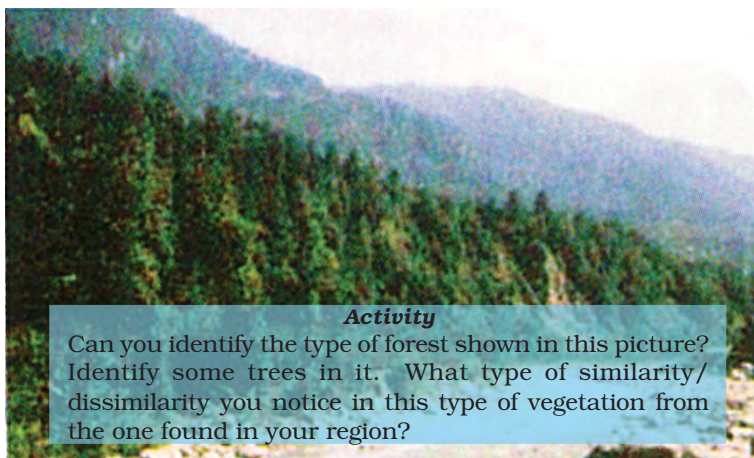 Activity
Can you identify the type of forest shown in this picture?
Identify some trees in it. What type of similarity/
dissimilarity you notice in this type of vegetation from
the one found in your region?